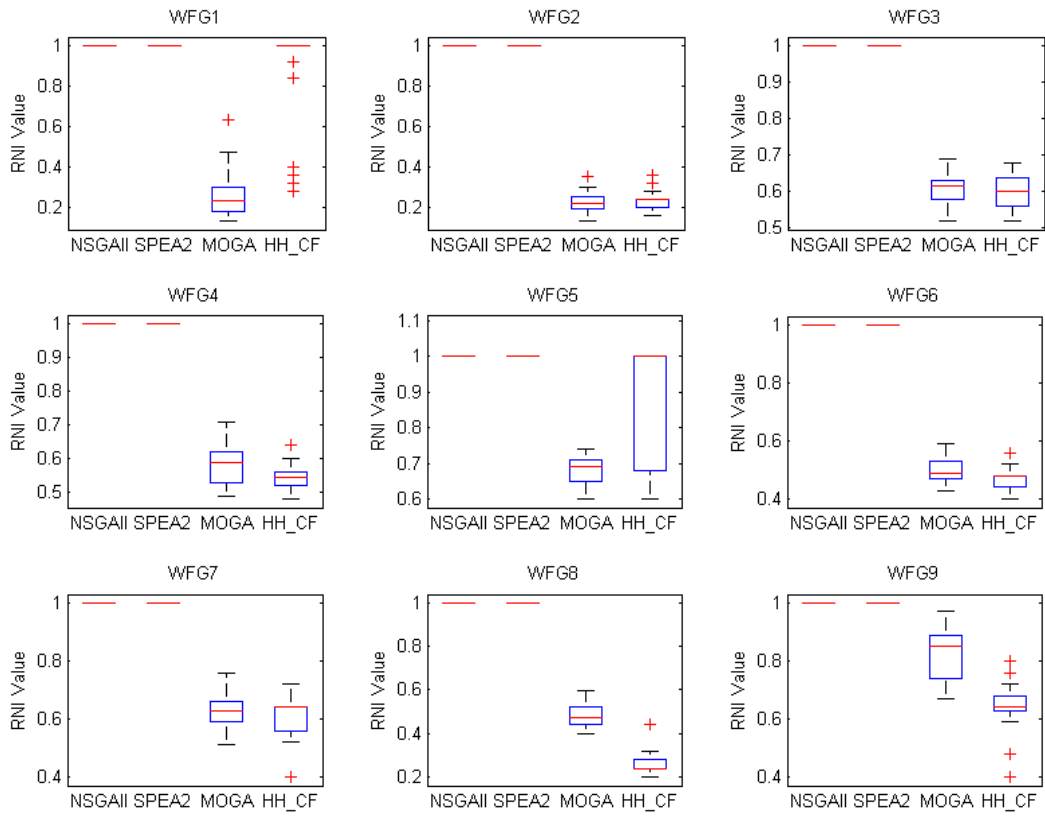 WFG1
RNI Value
1
0.8
0.6
0.4
0.2
NSGAII SPEA2 MOGA HH_CF
WFG2
RNI Value
1
0.8
0.6
0.4
0.2
NSGAII SPEA2 MOGA HH_CF
WFG3
RNI Value
1
0.9
0.8
0.7
0.6
0.5
NSGAII SPEA2 MOGA HH_CF
WFG4
RNI Value
1
0.9
0.8
0.7
0.6
0.5
NSGAII SPEA2 MOGA HH_CF
WFG5
RNI Value
1.1
1
0.9
0.8
0.7
0.6
NSGAII SPEA2 MOGA HH_CF
WFG6
RNI Value
1
0.8
0.6
0.4
NSGAII SPEA2 MOGA HH_CF
WFG7
RNI Value
1
0.8
0.6
0.4
NSGAII SPEA2 MOGA HH_CF
WFG8
RNI Value
1
0.8
0.6
0.4
0.2
NSGAII SPEA2 MOGA HH_CF
WFG9
RNI Value
1
0.8
0.6
0.4
NSGAII SPEA2 MOGA HH_CF